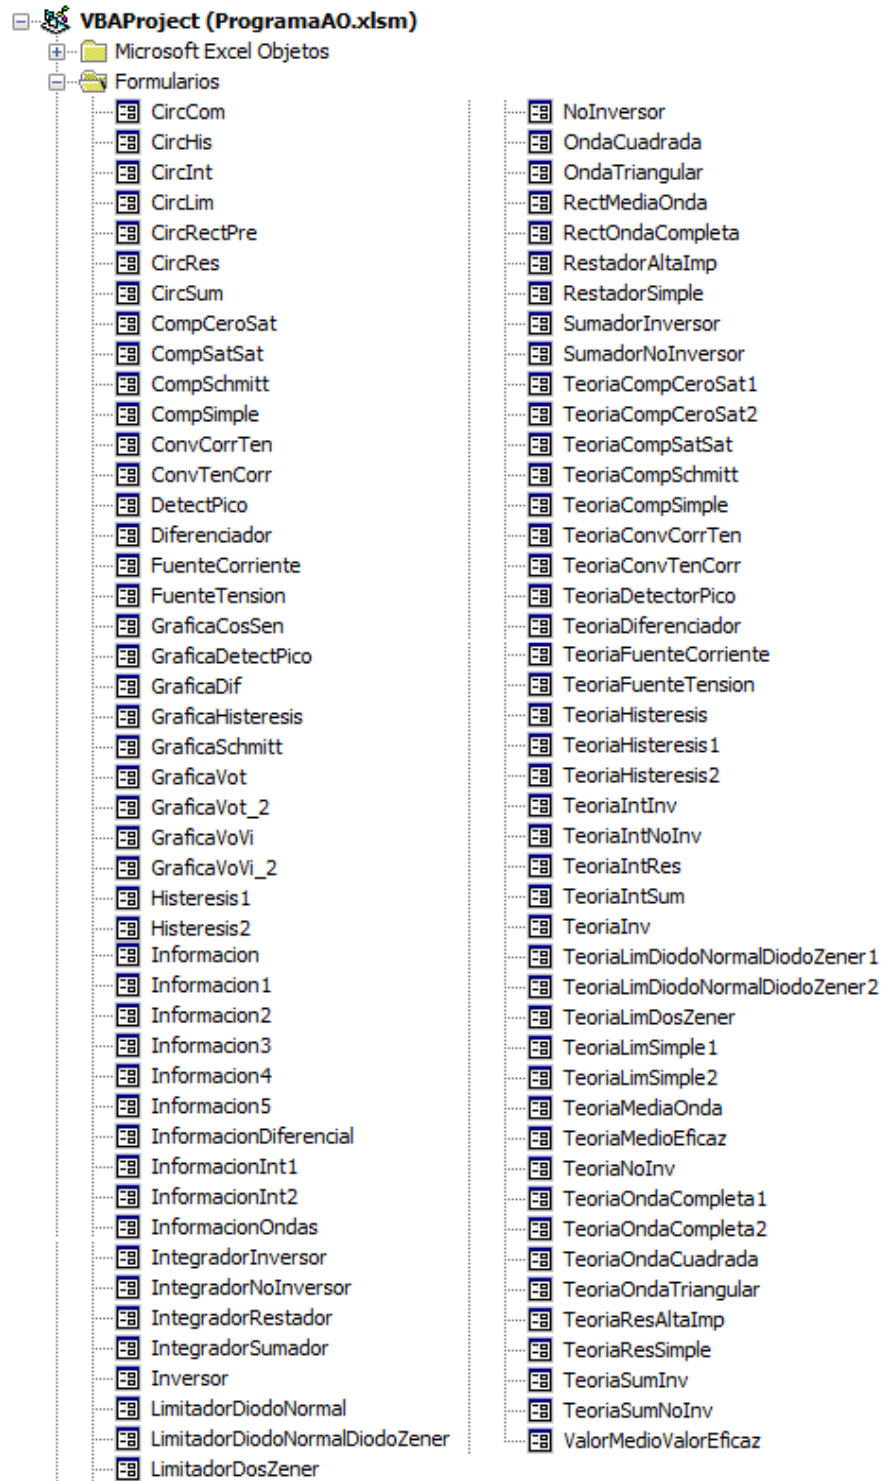 VBAProject (ProgramaAO.xlsm)
Microsoft Excel Objetos
Formularios
CircCom
CircHis
CircInt
CircLim
CircRectPre
CircRes
CircSum
CompCeroSat
CompSatSat
CompSchmitt
CompSimple
ConvCorrTen
ConvTenCorr
DetectPico
Diferenciador
FuenteCorriente
FuenteTension
GraficaCosSen
GraficaDetectPico
GraficaDif
GraficaHisteresis
GraficaSchmitt
GraficaVot
GraficaVot_2
GraficaVoVi
GraficaVoVi_2
Histeresis1
Histeresis2
Informacion
Informacion1
Informacion2
Informacion3
Informacion4
Informacion5
InformacionDiferencial
InformacionInt1
InformacionInt2
InformacionOndas
IntegradorInversor
IntegradorNoInversor
IntegradorRestador
IntegradorSumador
Inversor
LimitadorDiodoNormal
LimitadorDiodoNormalDiodoZener
LimitadorDosZener
NoInversor
OndaCuadrada
OndaTriangular
RectMediaOnda
RectOndaCompleta
RestadorAltaImp
RestadorSimple
SumadorInversor
SumadorNoInversor
TeoriaCompCeroSat1
TeoriaCompCeroSat2
TeoriaCompSatSat
TeoriaCompSchmitt
TeoriaCompSimple
TeoriaConvCorrTen
TeoriaConvTenCorr
TeoriaDetectorPico
TeoriaDiferenciador
TeoriaFuenteCorriente
TeoriaFuenteTension
TeoriaHisteresis
TeoriaHisteresis1
TeoriaHisteresis2
TeoriaIntInv
TeoriaIntNoInv
TeoriaIntRes
TeoriaIntSum
TeoriaInv
TeoriaLimDiodoNormalDiodoZener1
TeoriaLimDiodoNormalDiodoZener2
TeoriaLimDosZener
TeoriaLimSimple1
TeoriaLimSimple2
TeoriaMediaOnda
TeoriaMedioEficaz
TeoriaNoInv
TeoriaOndaCompleta1
TeoriaOndaCompleta2
TeoriaOndaCuadrada
TeoriaOndaTriangular
TeoriaResAltaImp
TeoriaResSimple
TeoriaSumInv
TeoriaSumNoInv
ValorMedioValorEficaz